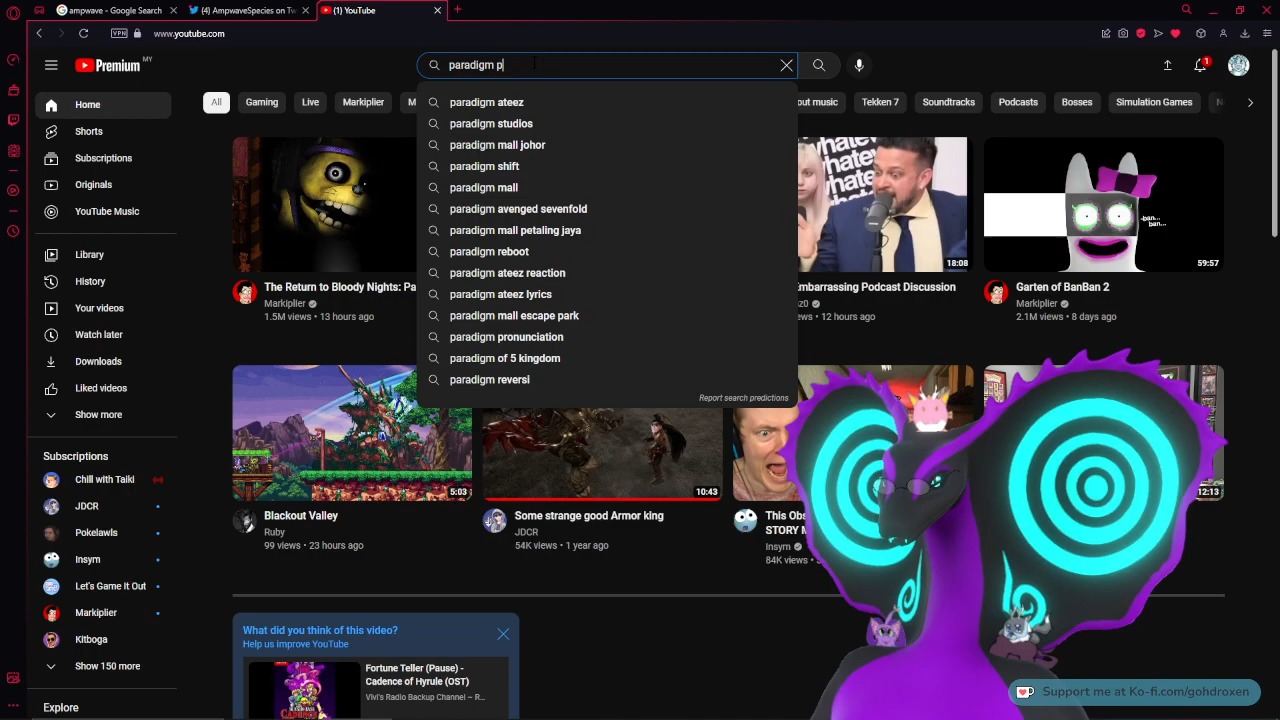 ampwave - Google Search
(4) AmpwaveSpecies on Tw
(1) YouTube
VPN
www.youtube.com
Premium
MY
paradigm p
1
All
Gaming
Live
Markiplier
M
out music
Tekken 7
Soundtracks
Podcasts
Bosses
Simulation Games
N
paradigm ateez
paradigm studios
paradigm mall johor
paradigm shift
paradigm mall
paradigm avenged sevenfold
paradigm mall petaling jaya
paradigm reboot
paradigm ateez reaction
paradigm ateez lyrics
paradigm mall escape park
paradigm pronunciation
paradigm of 5 kingdom
paradigm reversi
Report search predictions
Home
Shorts
Subscriptions
Originals
YouTube Music
Library
History
Your videos
Watch later
Downloads
Liked videos
Show more
Subscriptions
Chill with Taiki
JDCR
Pokelawls
Insym
Let's Game It Out
Markiplier
Kitboga
Show 150 more
Explore
The Return to Bloody Nights: Pa
Markiplier
1.5M views • 13 hours ago
whatever
18:08
Embarrassing Podcast Discussion
z0
views • 12 hours ago
..ban...
ban...
59:57
Garten of BanBan 2
Markiplier
2.1M views • 8 days ago
5:03
Blackout Valley
Ruby
99 views • 23 hours ago
10:43
Some strange good Armor king
JDCR
54K views • 1 year ago
This Obs
STORY M
Insym
84K views •
12:13
What did you think of this video?
Help us improve YouTube
Fortune Teller (Pause) -
Cadence of Hyrule (OST)
Vivi's Radio Backup Channel ~ R...
Support me at Ko-fi.com/gohdroxen